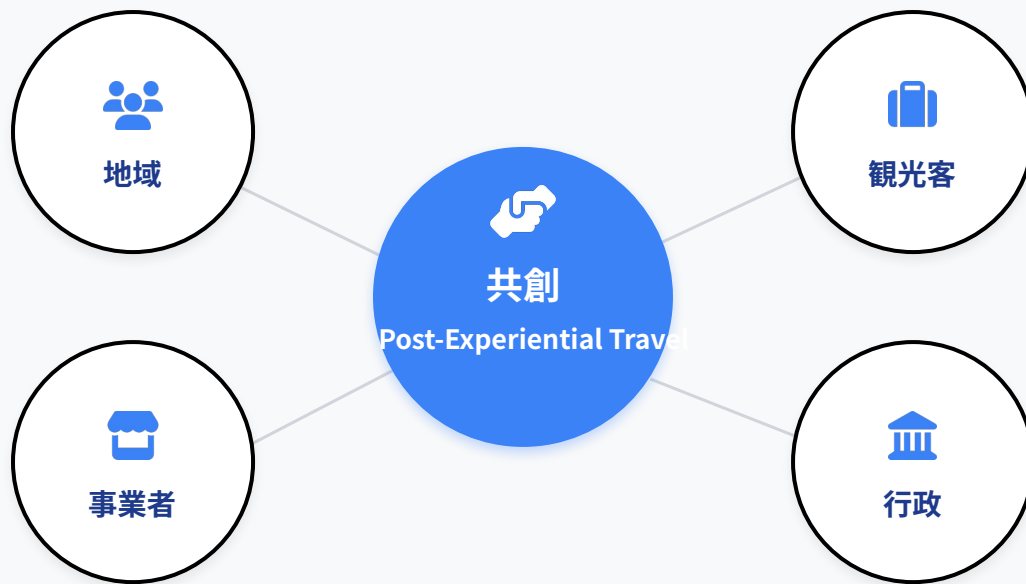 地域
観光客
共創
Post-Experiential Travel
事業者
行政